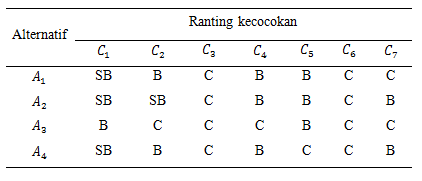 Alternatif Ranting kecocokan
C₁ C₂ C₃ C₄ C₅ C₆ C₇
A₁ SB B C B B C C
A₂ SB SB C B B C B
A₃ B C C C B C C
A₄ SB B C B C C B